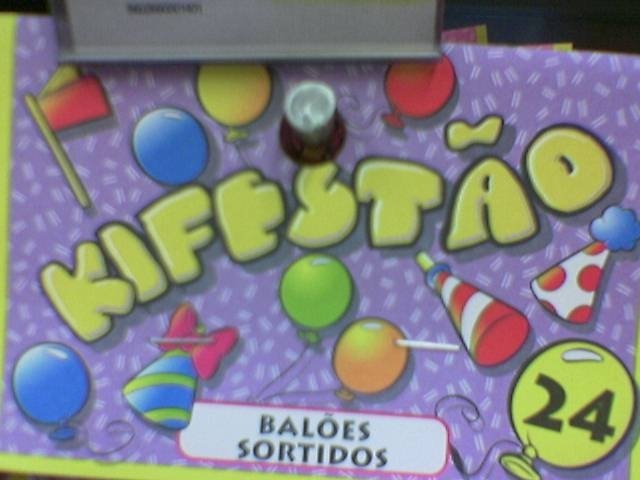 KIFESTÃO
24
BALÕES
SORTIDOS